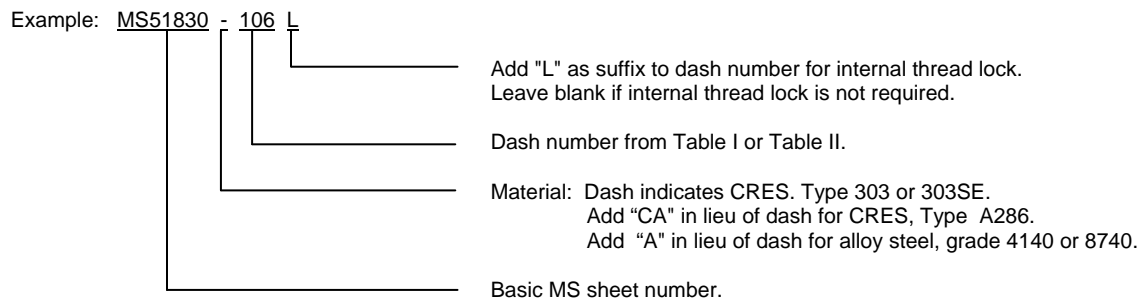 Example: MS51830 - 106 L
Add "L" as suffix to dash number for internal thread lock.
Leave blank if internal thread lock is not required.
Dash number from Table I or Table II.
Material: Dash indicates CRES. Type 303 or 303SE.
Add “CA" in lieu of dash for CRES, Type A286.
Add “A" in lieu of dash for alloy steel, grade 4140 or 8740.
Basic MS sheet number.